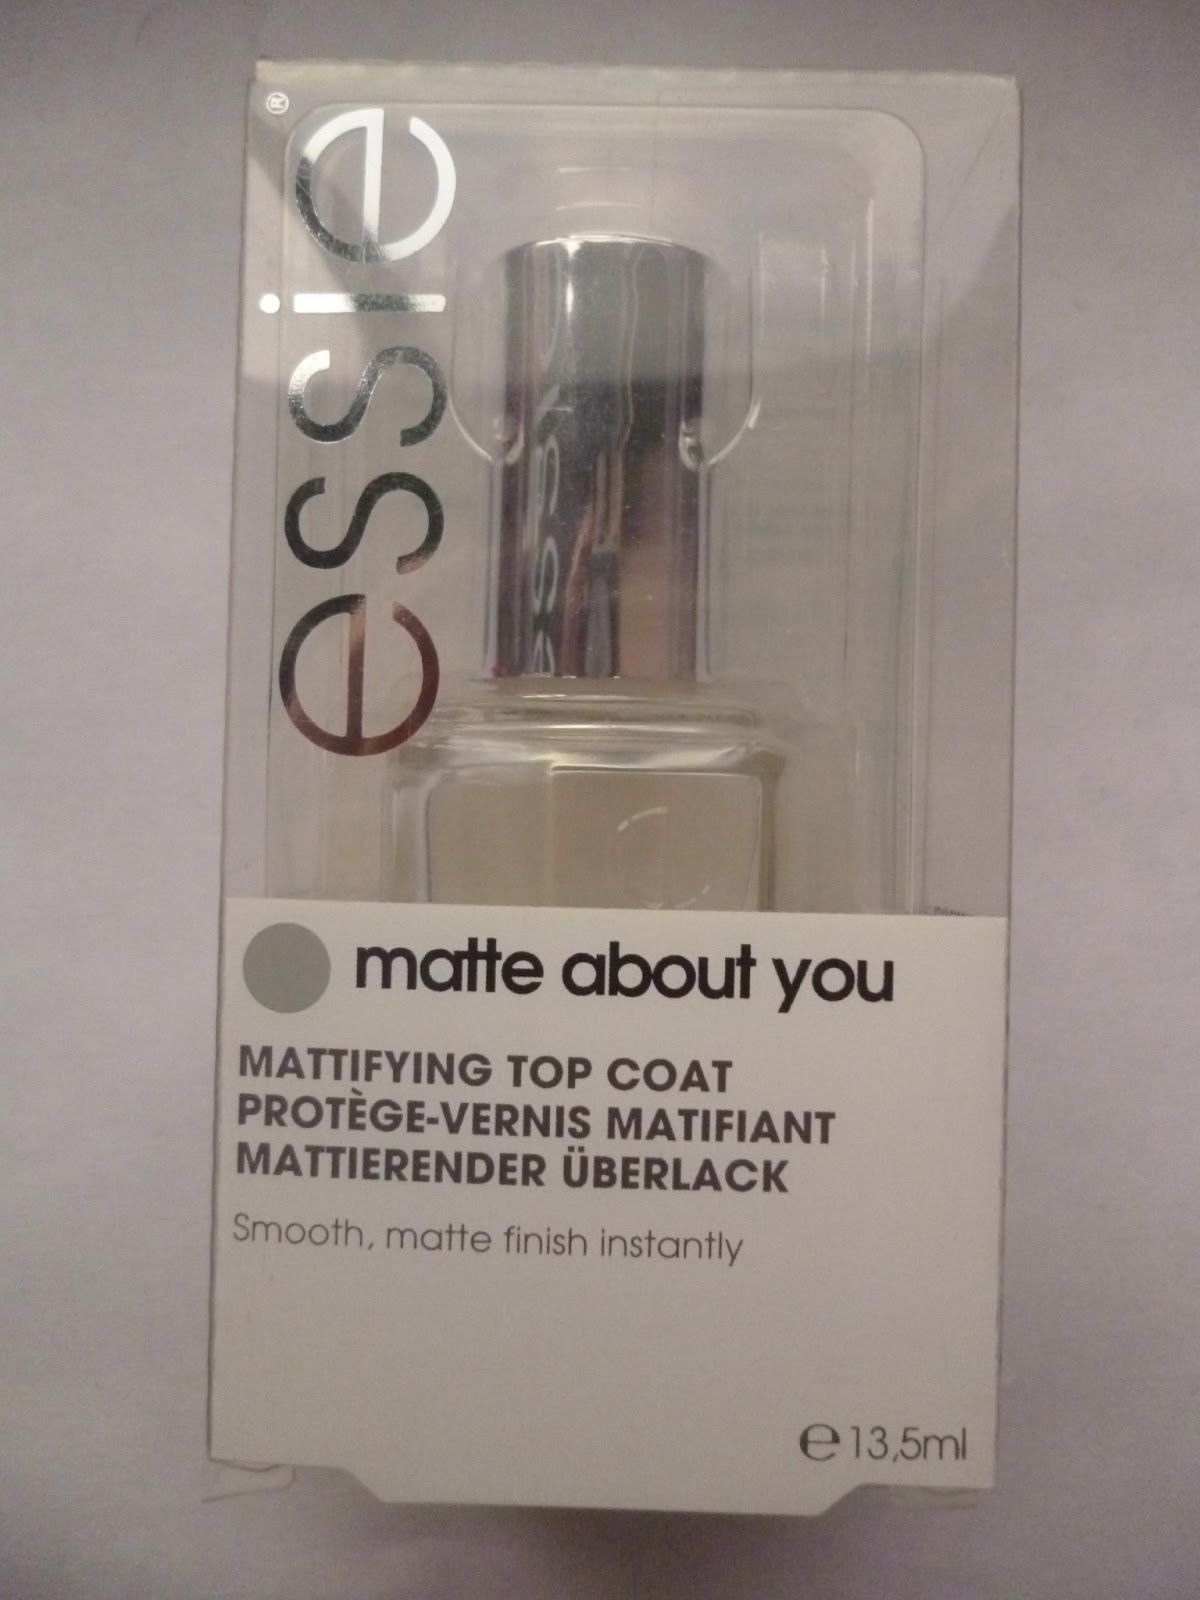 essie®
matte about you
MATTIFYING TOP COAT
PROTÈGE-VERNIS MATIFIANT
MATTIERENDER ÜBERLACK
Smooth, matte finish instantly
℮13,5ml